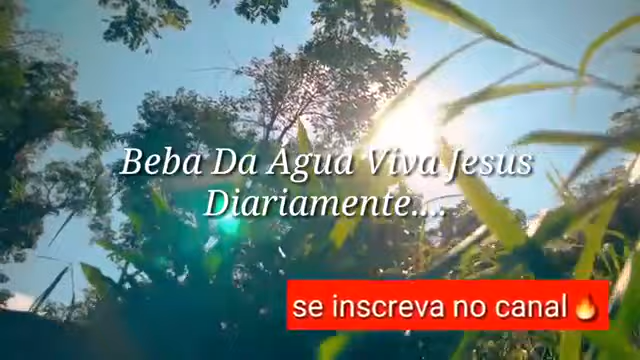 Beba Da Água Viva Jesus
Diariamente....
se inscreva no canal🔥